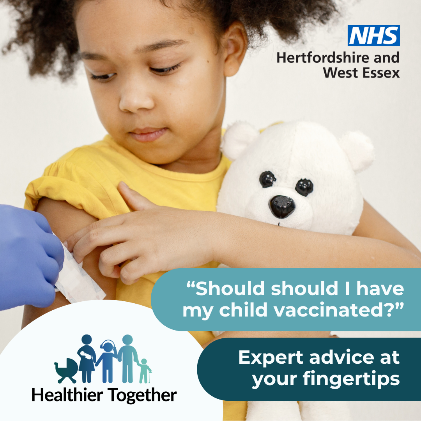 NHS
Hertfordshire and
West Essex
“Should should I have
my child vaccinated?”
Expert advice at
your fingertips
Healthier Together